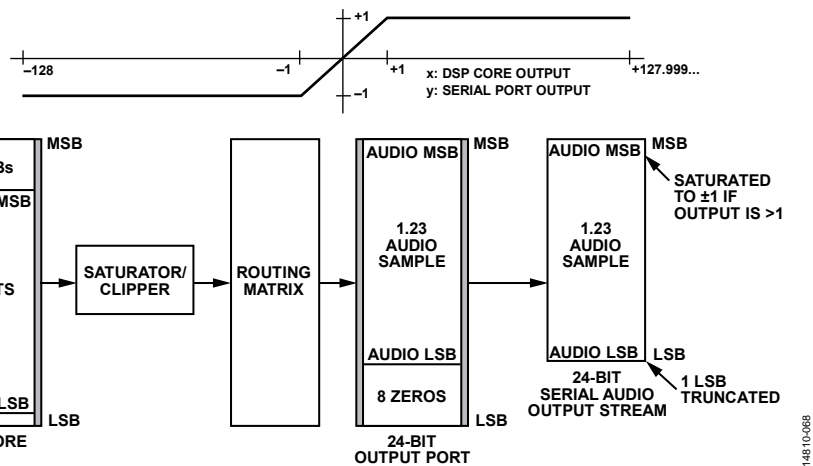 +1
–128
–1
+1
+127.999...
x: DSP CORE OUTPUT
y: SERIAL PORT OUTPUT
–1
MSB
Bs
MSB
TS
LSB
LSB
ORE
SATURATOR/
CLIPPER
ROUTING
MATRIX
AUDIO MSB
MSB
1.23
AUDIO
SAMPLE
AUDIO LSB
8 ZEROS
LSB
24-BIT
OUTPUT PORT
AUDIO MSB
MSB
SATURATED
TO ±1 IF
OUTPUT IS >1
1.23
AUDIO
SAMPLE
AUDIO LSB
LSB
1 LSB
TRUNCATED
24-BIT
SERIAL AUDIO
OUTPUT STREAM
14810-068